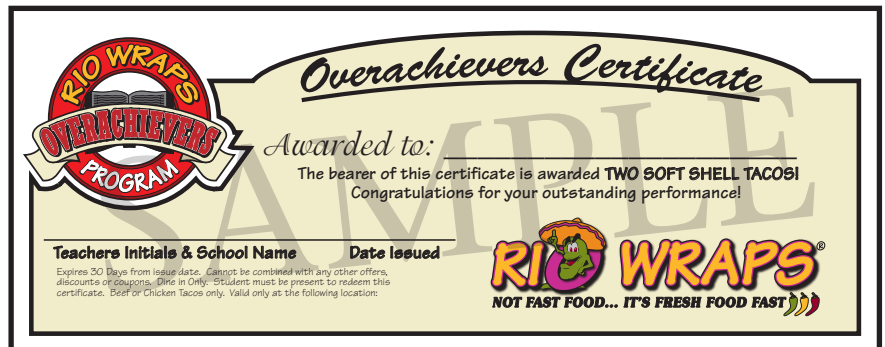 Overachievers Certificate
RIO WRAPS
OVERACHIEVERS
PROGRAM
SAMPLE
Awarded to:
The bearer of this certificate is awarded TWO SOFT SHELL TACOS!
Congratulations for your outstanding performance!
Teachers Initials & School Name Date Issued
Expires 30 Days from issue date. Cannot be combined with any other offers,
discounts or coupons. Dine in Only. Student must be present to redeem this
certificate. Beef or Chicken Tacos only. Valid only at the following location:
RIO WRAPS®
NOT FAST FOOD... IT'S FRESH FOOD FAST